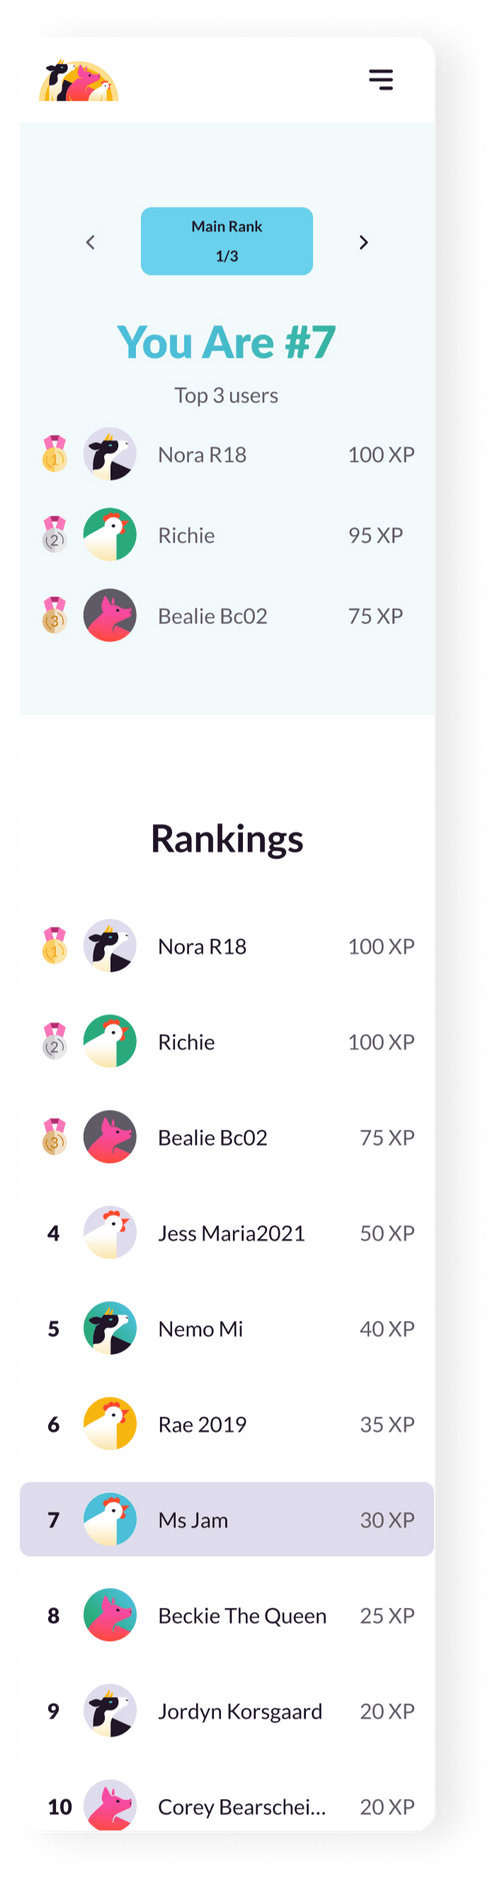 Main Rank
1/3
You Are #7
Top 3 users
1 Nora R18 100 XP
2 Richie 95 XP
3 Bealie Bc02 75 XP
Rankings
1 Nora R18 100 XP
2 Richie 100 XP
3 Bealie Bc02 75 XP
4 Jess Maria2021 50 XP
5 Nemo Mi 40 XP
6 Rae 2019 35 XP
7 Ms Jam 30 XP
8 Beckie The Queen 25 XP
9 Jordyn Korsgaard 20 XP
10 Corey Bearschei... 20 XP